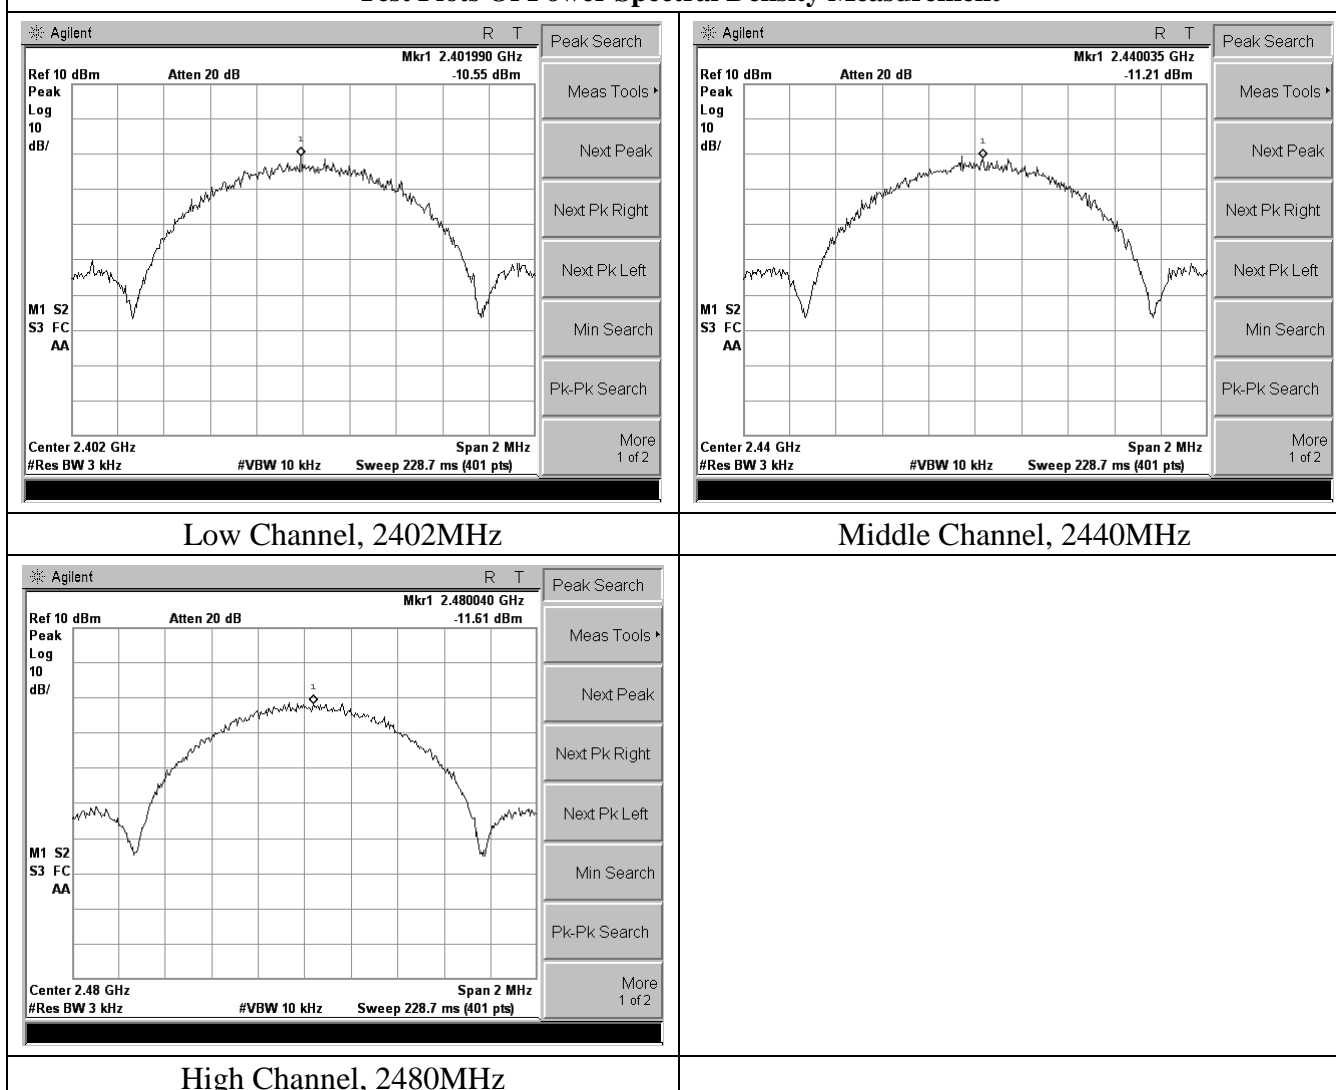 Test Plots Of Power Spectral Density Measurement
Agilent R T
Peak Search
Mkr1 2.401990 GHz
Ref 10 dBm Atten 20 dB -10.55 dBm
Peak
Log
10
dB/
1
M1 S2
S3 FC
AA
Center 2.402 GHz Span 2 MHz
#Res BW 3 kHz #VBW 10 kHz Sweep 228.7 ms (401 pts)
Meas Tools
Next Peak
Next Pk Right
Next Pk Left
Min Search
Pk-Pk Search
More
1 of 2
Agilent R T
Peak Search
Mkr1 2.440035 GHz
Ref 10 dBm Atten 20 dB -11.21 dBm
Peak
Log
10
dB/
1
M1 S2
S3 FC
AA
Center 2.44 GHz Span 2 MHz
#Res BW 3 kHz #VBW 10 kHz Sweep 228.7 ms (401 pts)
Meas Tools
Next Peak
Next Pk Right
Next Pk Left
Min Search
Pk-Pk Search
More
1 of 2
Low Channel, 2402MHz
Middle Channel, 2440MHz
Agilent R T
Peak Search
Mkr1 2.480040 GHz
Ref 10 dBm Atten 20 dB -11.61 dBm
Peak
Log
10
dB/
1
M1 S2
S3 FC
AA
Center 2.48 GHz Span 2 MHz
#Res BW 3 kHz #VBW 10 kHz Sweep 228.7 ms (401 pts)
Meas Tools
Next Peak
Next Pk Right
Next Pk Left
Min Search
Pk-Pk Search
More
1 of 2
High Channel, 2480MHz